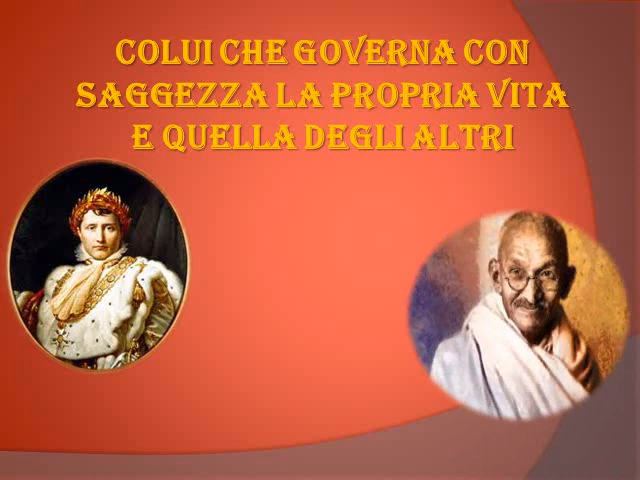 COLUI CHE GOVERNA CON
SAGGEZZA LA PROPRIA VITA
E QUELLA DEGLI ALTRI